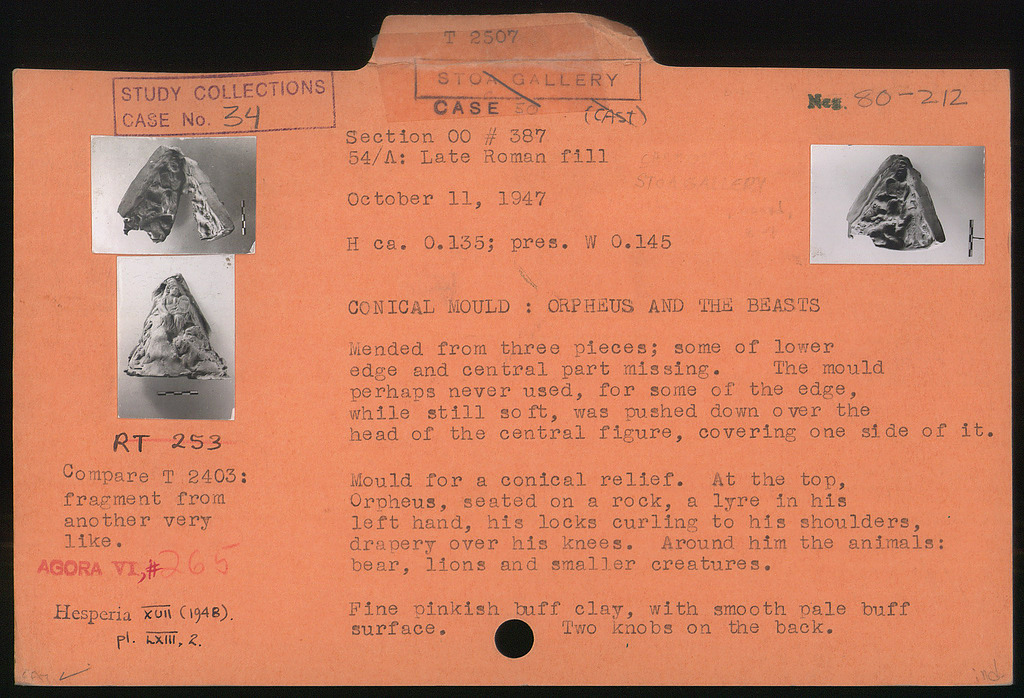 T 2507
STUDY COLLECTIONS
CASE No. 34
STOA GALLERY
CASE 50
(CAST)
Neg. 80-212
Section OO # 387
54/Λ: Late Roman fill
STOA GALLERY
October 11, 1947
H ca. 0.135; pres. W 0.145
CONICAL MOULD : ORPHEUS AND THE BEASTS
Mended from three pieces; some of lower
edge and central part missing. The mould
perhaps never used, for some of the edge,
while still soft, was pushed down over the
head of the central figure, covering one side of it.
Mould for a conical relief. At the top,
Orpheus, seated on a rock, a lyre in his
left hand, his locks curling to his shoulders,
drapery over his knees. Around him the animals:
bear, lions and smaller creatures.
Fine pinkish buff clay, with smooth pale buff
surface. Two knobs on the back.
RT 253
Compare T 2403:
fragment from
another very
like.
AGORA VI, # 265
Hesperia XVII (1948).
pl. LXIII, 2.
ind.